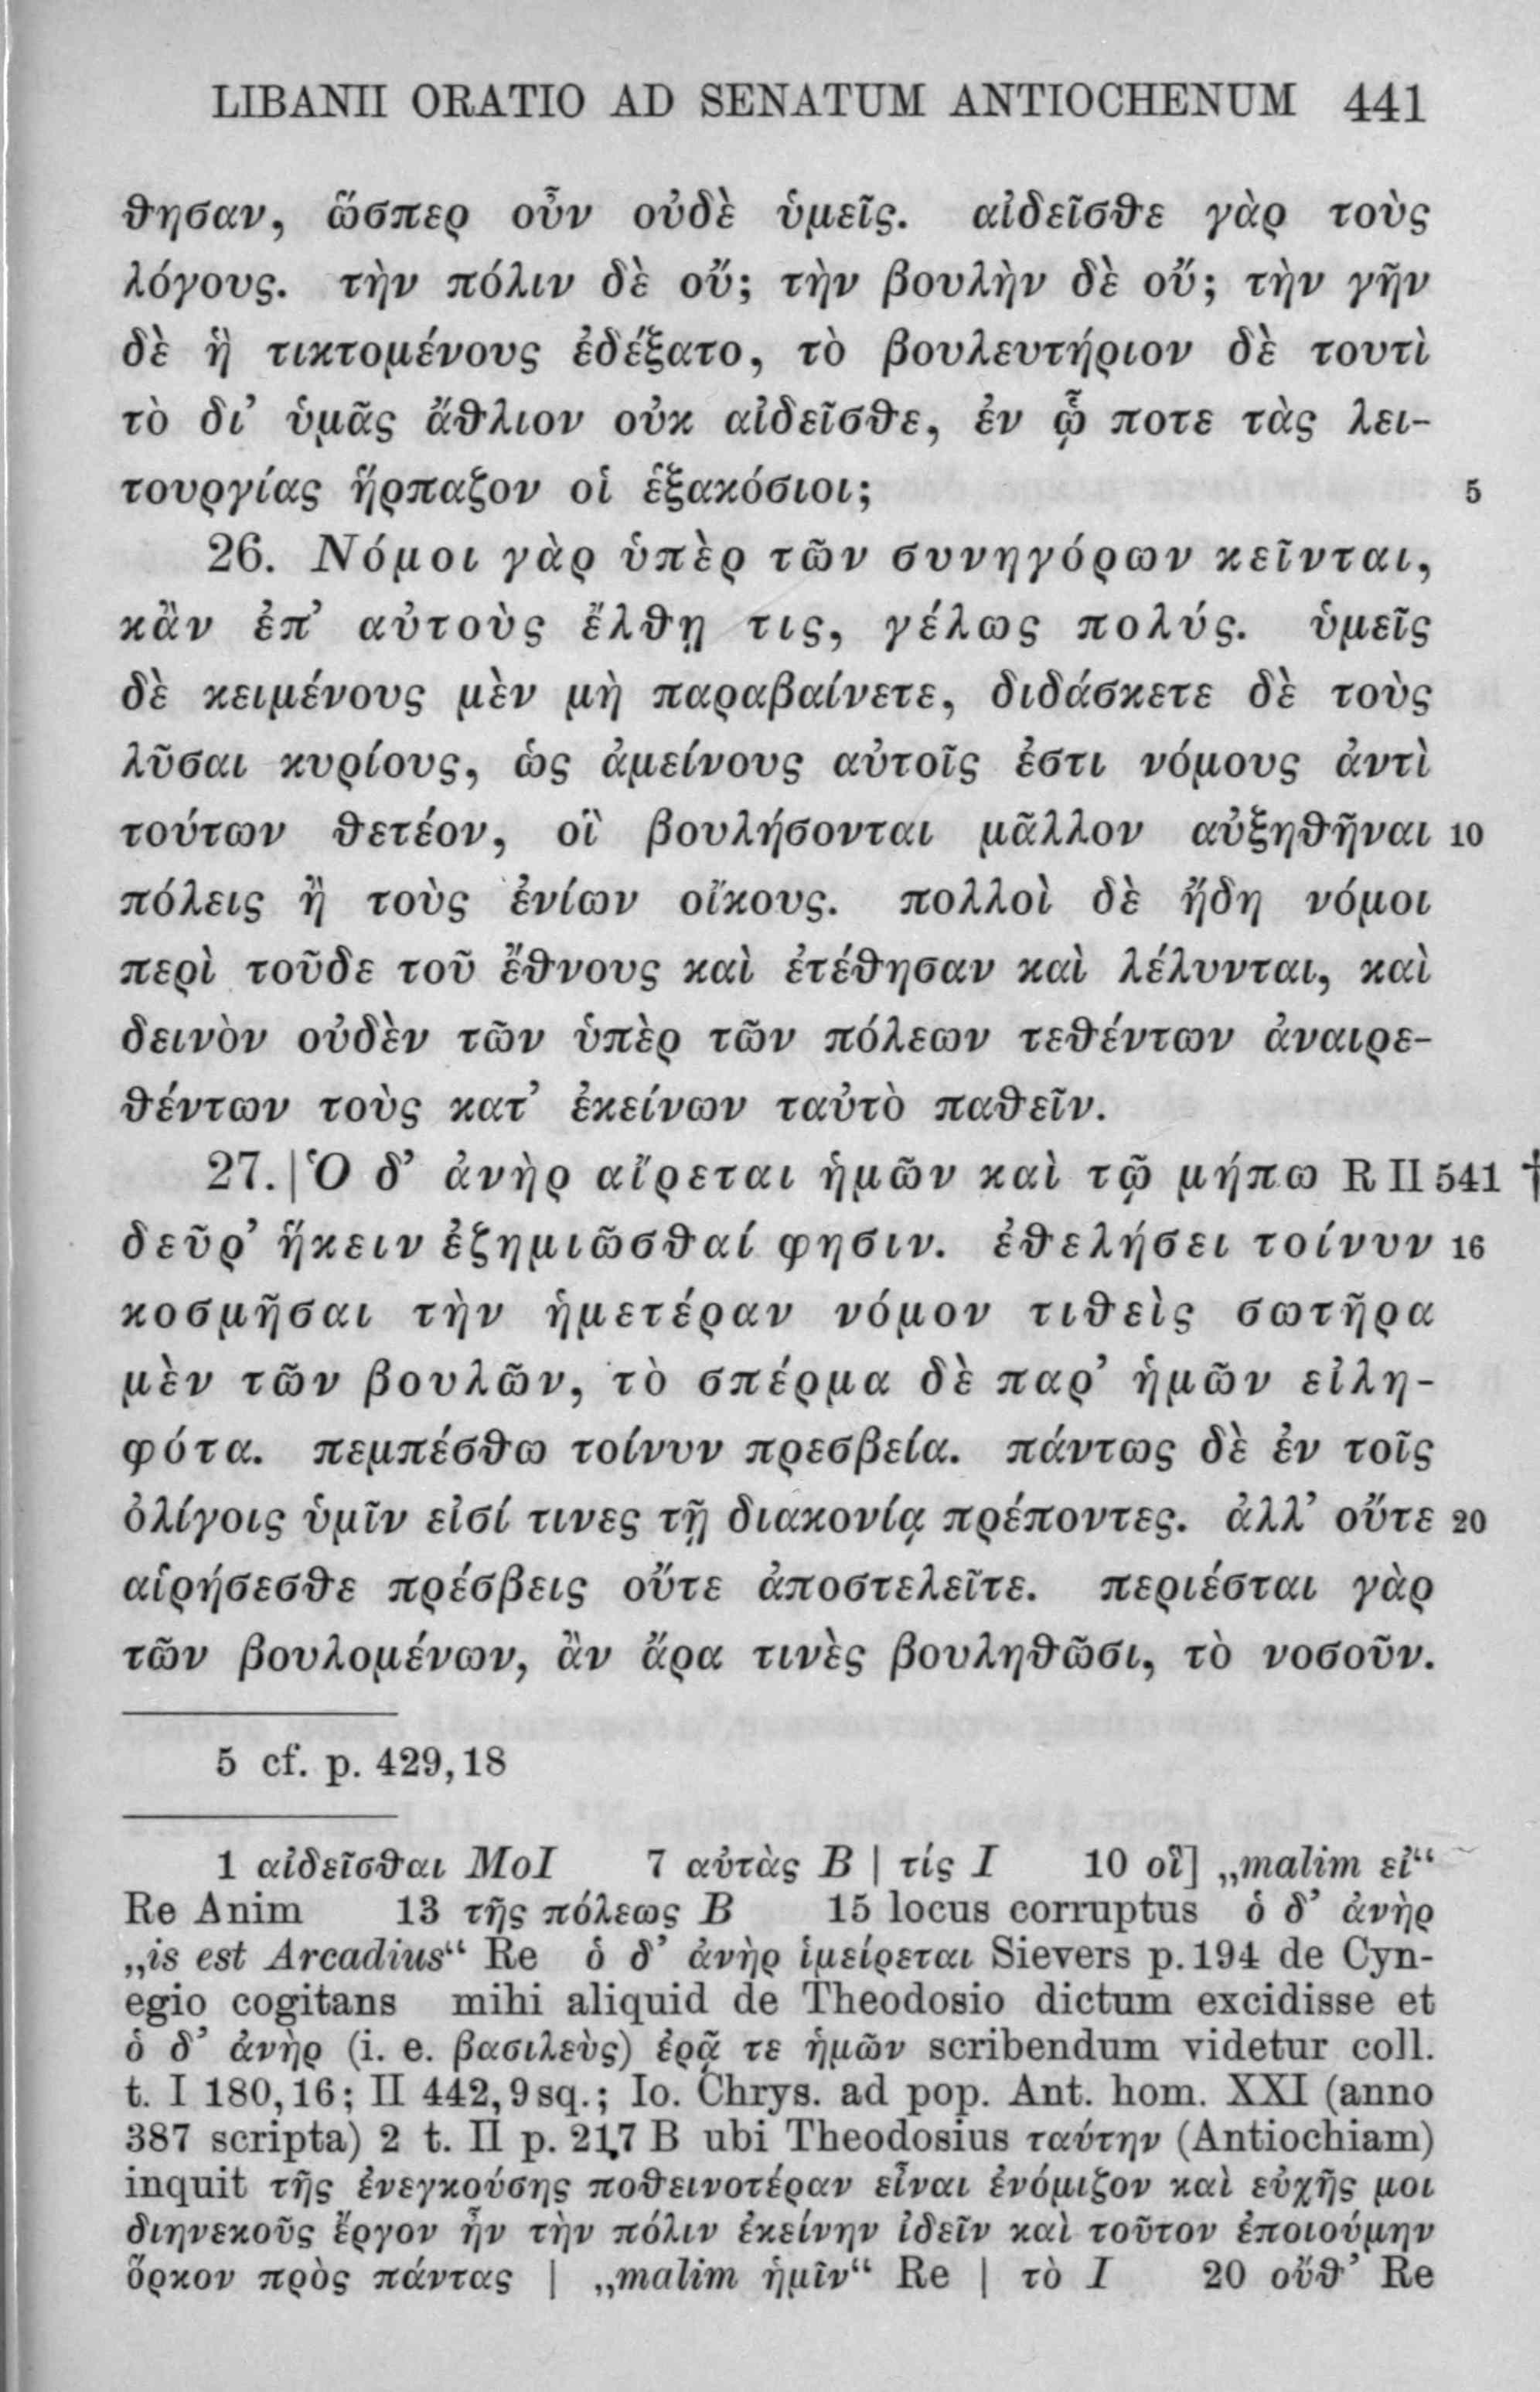 LIBANII ORATIO AD SENATUM ANTIOCHENUM 441
θησαν, ὥσπερ οὖν οὐδὲ ὑμεῖς. αἰδεῖσθε γὰρ τοὺς
λόγους. τὴν πόλιν δὲ οὔ; τὴν βουλὴν δὲ οὔ; τὴν γῆν
δὲ ἣ τικτομένους ἐδέξατο, τὸ βουλευτήριον δὲ τουτὶ
τὸ δι’ ὑμᾶς ἄθλιον οὐκ αἰδεῖσθε, ἐν ᾧ ποτε τὰς λει-
τουργίας ἥρπαζον οἱ ἑξακόσιοι; 5
26. Νόμοι γὰρ ὑπὲρ τῶν συνηγόρων κεῖνται,
κἂν ἐπ’ αὐτοὺς ἔλθῃ τις, γέλως πολύς. ὑμεῖς
δὲ κειμένους μὲν μὴ παραβαίνετε, διδάσκετε δὲ τοὺς
λῦσαι κυρίους, ὡς ἀμείνους αὐτοῖς ἐστι νόμους ἀντὶ
τούτων θετέον, οἳ βουλήσονται μᾶλλον αὐξηθῆναι 10
πόλεις ἢ τοὺς ἐνίων οἴκους. πολλοὶ δὲ ἤδη νόμοι
περὶ τοῦδε τοῦ ἔθνους καὶ ἐτέθησαν καὶ λέλυνται, καὶ
δεινὸν οὐδὲν τῶν ὑπὲρ τῶν πόλεων τεθέντων ἀναιρε-
θέντων τοὺς κατ’ ἐκείνων ταὐτὸ παθεῖν.
27. | Ὁ δ’ ἀνὴρ αἴρεται ἡμῶν καὶ τῷ μήπω R II 541 †
δεῦρ’ ἥκειν ἐζημιῶσθαί φησιν. ἐθελήσει τοίνυν 16
κοσμῆσαι τὴν ἡμετέραν νόμον τιθεὶς σωτῆρα
μὲν τῶν βουλῶν, τὸ σπέρμα δὲ παρ’ ἡμῶν εἰλη-
φότα. πεμπέσθω τοίνυν πρεσβεία. πάντως δὲ ἐν τοῖς
ὀλίγοις ὑμῖν εἰσί τινες τῇ διακονίᾳ πρέποντες. ἀλλ’ οὔτε 20
αἱρήσεσθε πρέσβεις οὔτε ἀποστελεῖτε. περιέσται γὰρ
τῶν βουλομένων, ἂν ἄρα τινὲς βουληθῶσι, τὸ νοσοῦν.
5 cf. p. 429,18
1 αἰδεῖσθαι MoI 7 αὐτὰς B | τίς I 10 οἳ] „malim εἰ“
Re Anim 13 τῆς πόλεως B 15 locus corruptus ὁ δ’ ἀνὴρ
„is est Arcadius“ Re ὁ δ’ ἀνὴρ ἱμείρεται Sievers p. 194 de Cyn-
egio cogitans mihi aliquid de Theodosio dictum excidisse et
ὁ δ’ ἀνὴρ (i. e. βασιλεὺς) ἐρᾷ τε ἡμῶν scribendum videtur coll.
t. I 180,16; II 442,9 sq.; Io. Chrys. ad pop. Ant. hom. XXI (anno
387 scripta) 2 t. II p. 217 B ubi Theodosius ταύτην (Antiochiam)
inquit τῆς ἐνεγκούσης ποθεινοτέραν εἶναι ἐνόμιζον καὶ εὐχῆς μοι
διηνεκοῦς ἔργον ἦν τὴν πόλιν ἐκείνην ἰδεῖν καὶ τοῦτον ἐποιούμην
ὅρκον πρὸς πάντας | „malim ἡμῖν“ Re | τὸ I 20 οὔθ’ Re